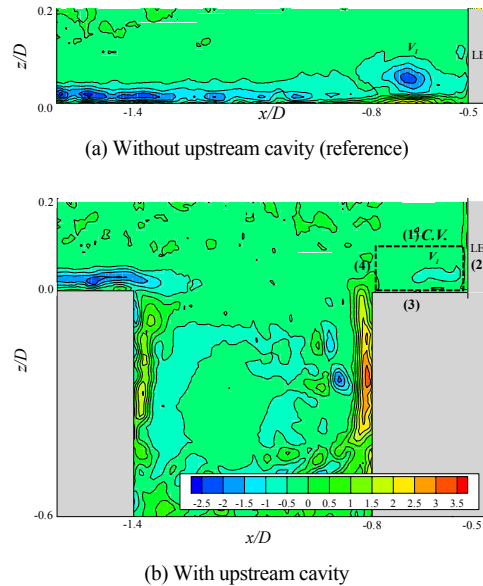 0.2
z/D
V1
LE
0.0
-1.4
x/D
-1.0
-0.5
(a) Without upstream cavity (reference)
0.2
(1) C.V.
LE
(4)
V1
(2
0.0
(3)
z/D
-2.5 -2 -1.5 -1 -0.5 0.5 1.5 2 2.5 3 3.5
-0.6
-1.4
x/D
-0.8
-0.5
(b) With upstream cavity